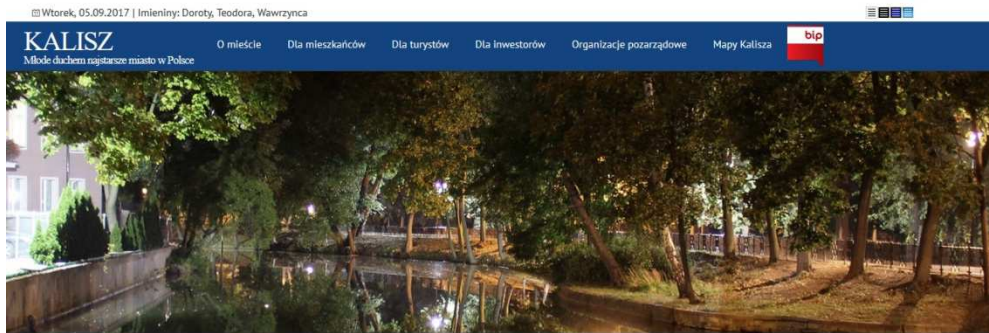 Wtorek, 05.09.2017 | Imieniny: Doroty, Teodora, Wawrzynca
KALISZ
Młode duchem najstarsze miasto w Polsce
O mieście
Dla mieszkańców
Dla turystów
Dla inwestorów
Organizacje pozarządowe
Mapy Kalisza
bip